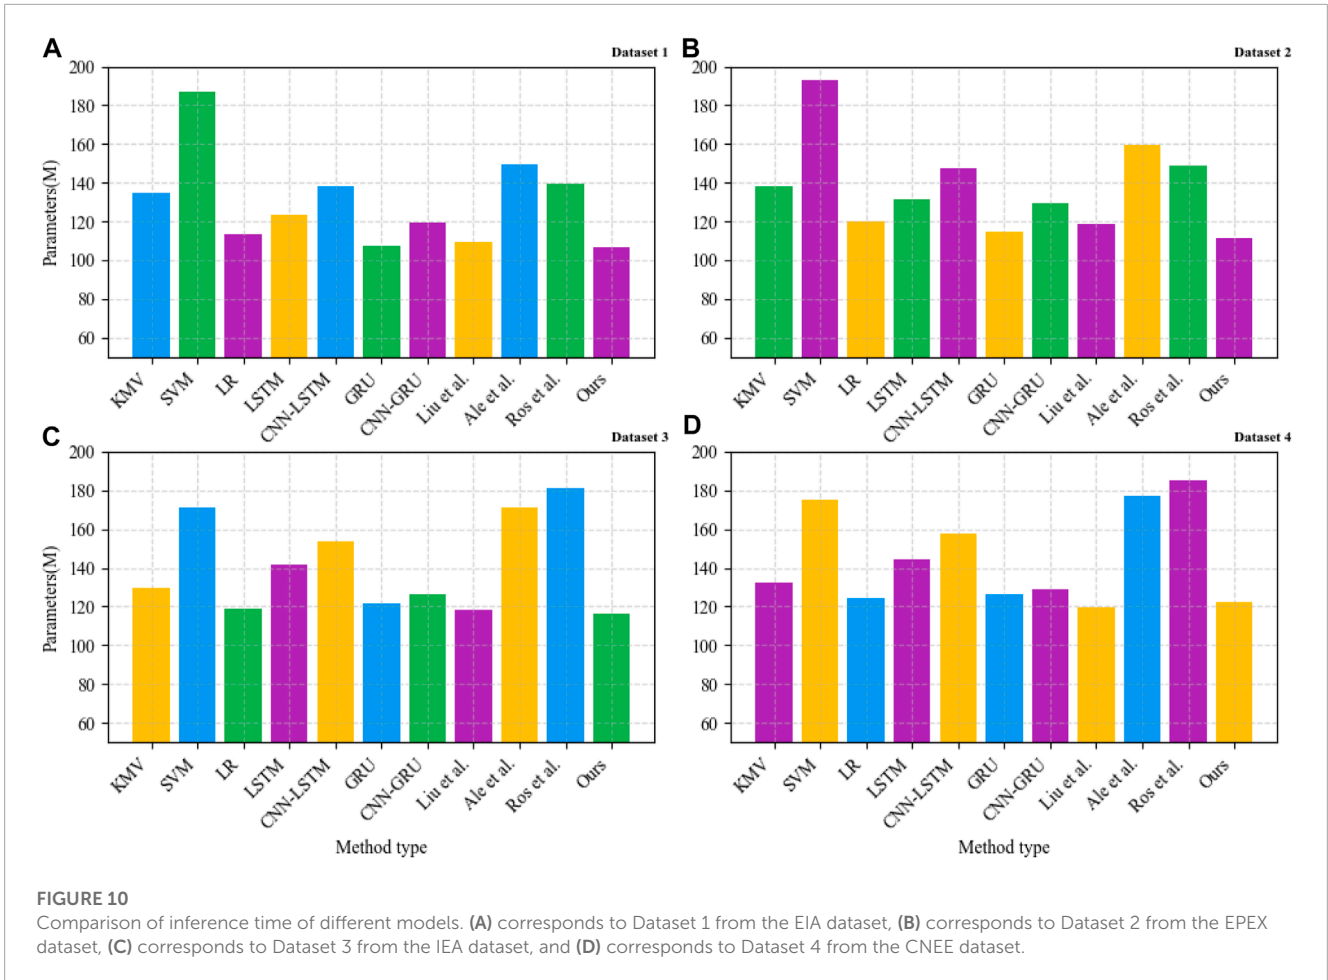 A
Dataset 1
200
180
160
140
120
100
80
60
Parameters(M)
KMV
SVM
LR
LSTM
CNN-LSTM
GRU
CNN-GRU
Liu et al.
Ale et al.
Ros et al.
Ours
B
Dataset 2
200
180
160
140
120
100
80
60
KMV
SVM
LR
LSTM
CNN-LSTM
GRU
CNN-GRU
Liu et al.
Ale et al.
Ros et al.
Ours
C
Dataset 3
200
180
160
140
120
100
80
60
Parameters(M)
KMV
SVM
LR
LSTM
CNN-LSTM
GRU
CNN-GRU
Liu et al.
Ale et al.
Ros et al.
Ours
Method type
D
Dataset 4
200
180
160
140
120
100
80
60
KMV
SVM
LR
LSTM
CNN-LSTM
GRU
CNN-GRU
Liu et al.
Ale et al.
Ros et al.
Ours
Method type
FIGURE 10
Comparison of inference time of different models. (A) corresponds to Dataset 1 from the EIA dataset, (B) corresponds to Dataset 2 from the EPEX
dataset, (C) corresponds to Dataset 3 from the IEA dataset, and (D) corresponds to Dataset 4 from the CNEE dataset.